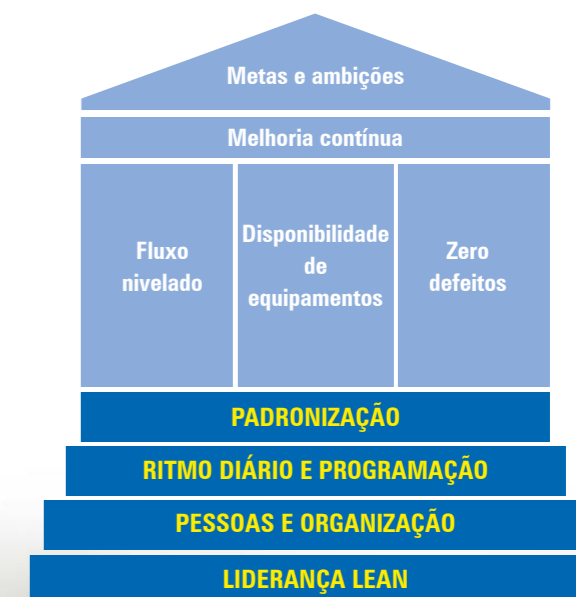 Metas e ambições
Melhoria contínua
Fluxo
nivelado
Disponibilidade
de
equipamentos
Zero
defeitos
PADRONIZAÇÃO
RITMO DIÁRIO E PROGRAMAÇÃO
PESSOAS E ORGANIZAÇÃO
LIDERANÇA LEAN